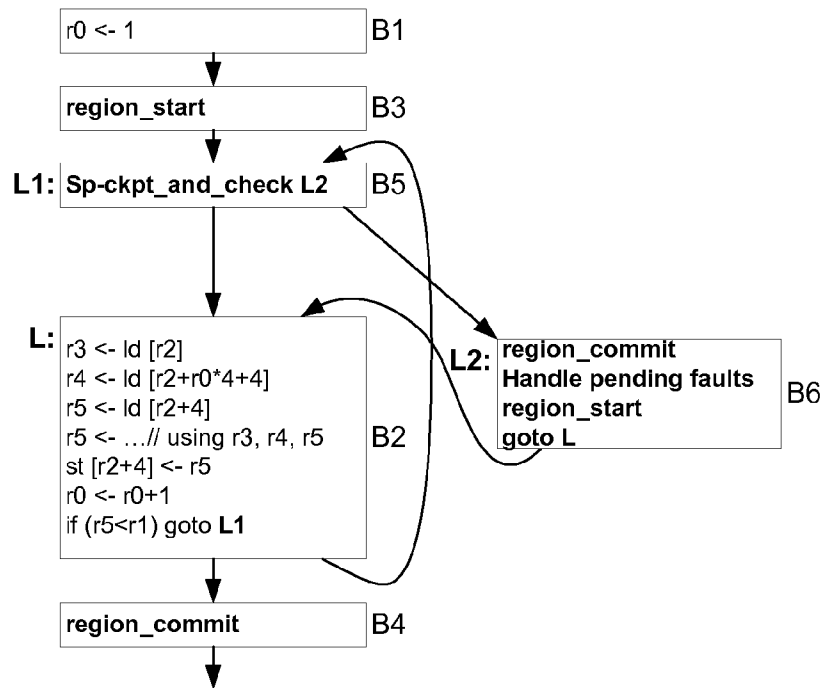 r0 <- 1
B1
region_start
B3
L1: Sp-ckpt_and_check L2
B5
L:
r3 <- ld [r2]
r4 <- ld [r2+r0*4+4]
r5 <- ld [r2+4]
r5 <- …// using r3, r4, r5
st [r2+4] <- r5
r0 <- r0+1
if (r5<r1) goto L1
B2
L2:
region_commit
Handle pending faults
region_start
goto L
B6
region_commit
B4